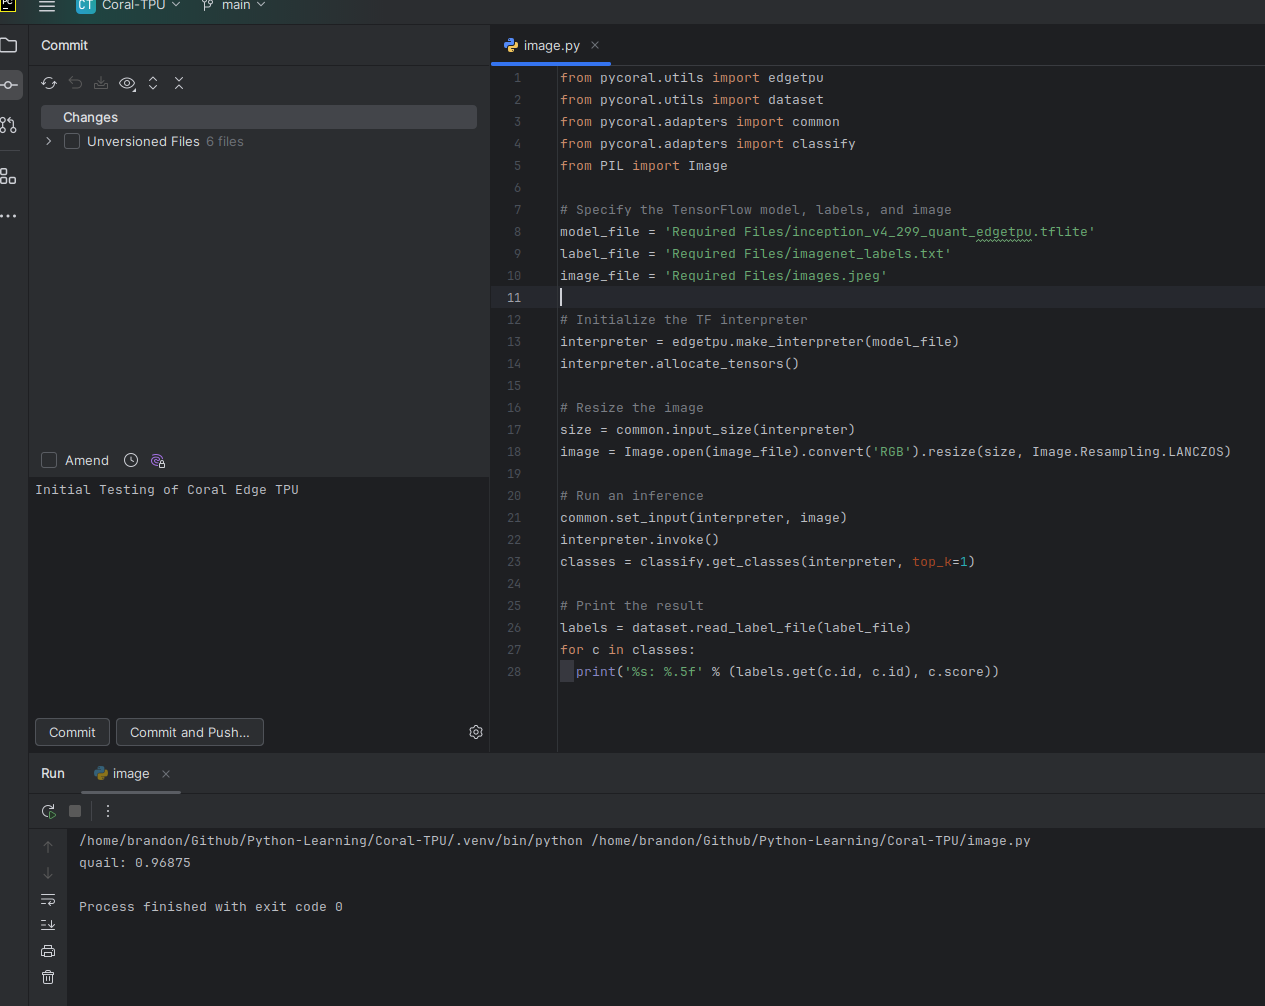 PC
CT Coral-TPU main
Commit
Changes
Unversioned Files 6 files
Amend
Initial Testing of Coral Edge TPU
Commit Commit and Push...
image.py
1 from pycoral.utils import edgetpu
2 from pycoral.utils import dataset
3 from pycoral.adapters import common
4 from pycoral.adapters import classify
5 from PIL import Image
6
7 # Specify the TensorFlow model, labels, and image
8 model_file = 'Required Files/inception_v4_299_quant_edgetpu.tflite'
9 label_file = 'Required Files/imagenet_labels.txt'
10 image_file = 'Required Files/images.jpeg'
11
12 # Initialize the TF interpreter
13 interpreter = edgetpu.make_interpreter(model_file)
14 interpreter.allocate_tensors()
15
16 # Resize the image
17 size = common.input_size(interpreter)
18 image = Image.open(image_file).convert('RGB').resize(size, Image.Resampling.LANCZOS)
19
20 # Run an inference
21 common.set_input(interpreter, image)
22 interpreter.invoke()
23 classes = classify.get_classes(interpreter, top_k=1)
24
25 # Print the result
26 labels = dataset.read_label_file(label_file)
27 for c in classes:
28   print('%s: %.5f' % (labels.get(c.id, c.id), c.score))
Run image
/home/brandon/Github/Python-Learning/Coral-TPU/.venv/bin/python /home/brandon/Github/Python-Learning/Coral-TPU/image.py
quail: 0.96875
Process finished with exit code 0